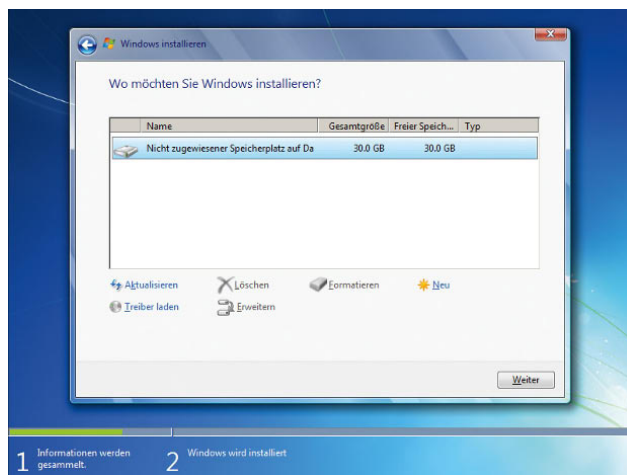 Windows installieren
Wo möchten Sie Windows installieren?
Name Gesamtgröße Freier Speich... Typ
Nicht zugewiesener Speicherplatz auf Da 30.0 GB 30.0 GB
Aktualisieren Löschen Formatieren Neu
Treiber laden Erweitern
Weiter
1 Informationen werden
gesammelt.
2 Windows wird installiert